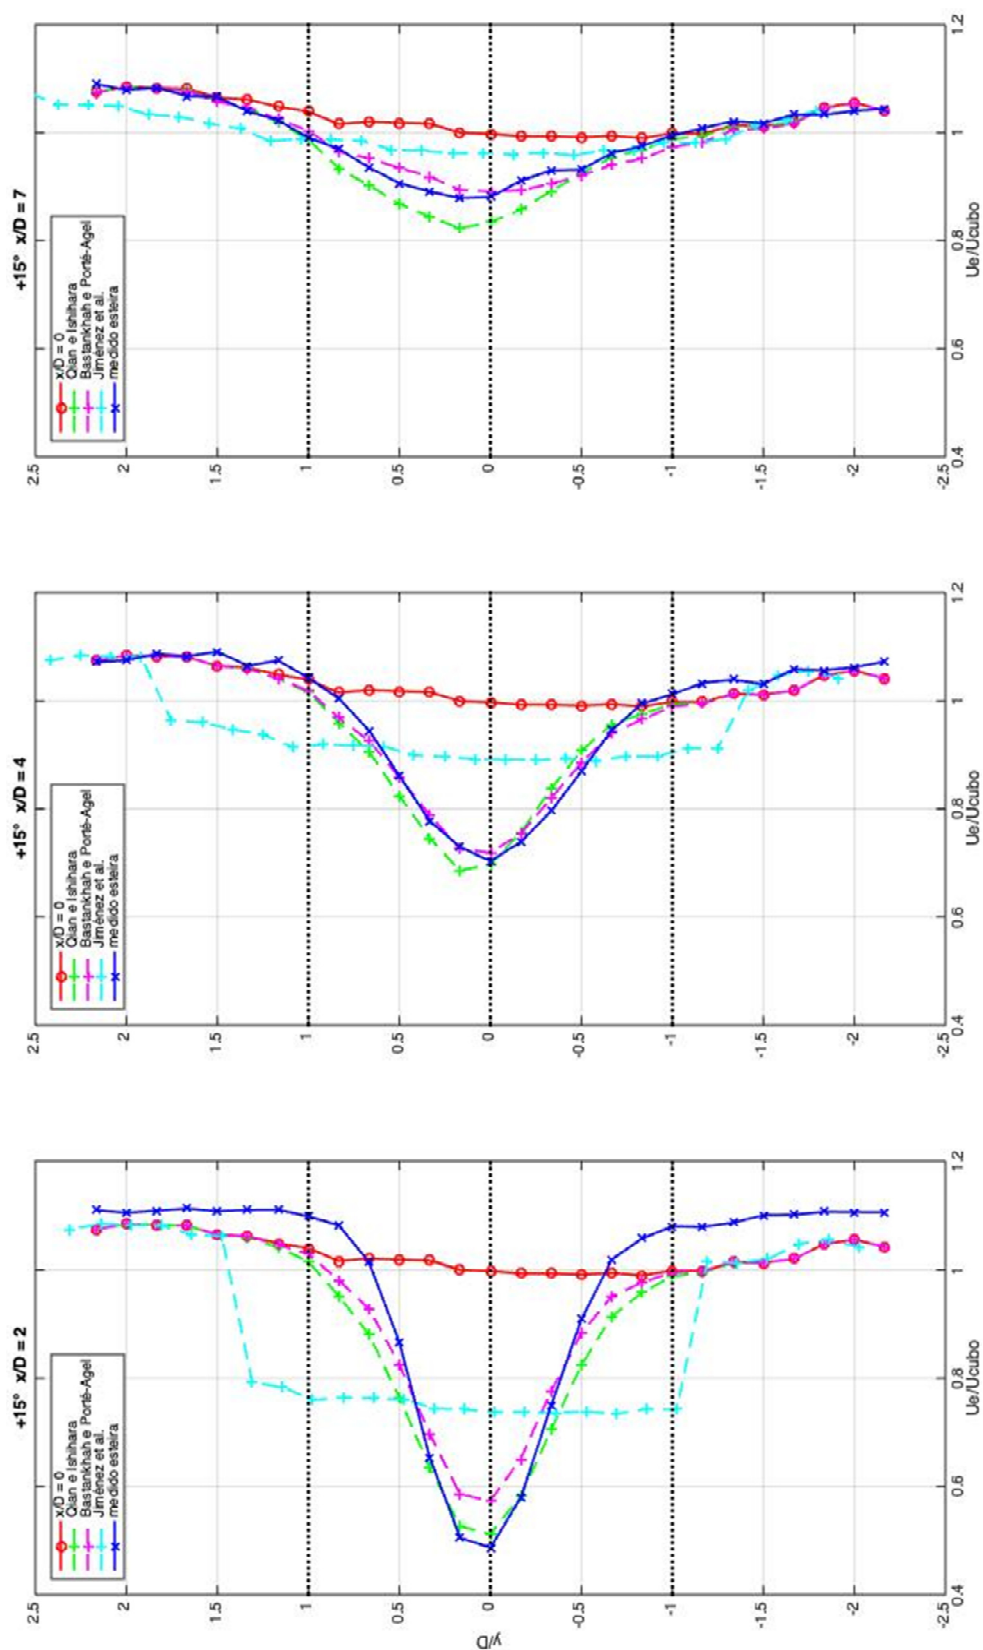 +15° x/D = 2
x/D = 0
Qian e Ishihara
Bastankhah e Porté-Agel
Jiménez et al.
medido esteira
y/D
2.5
2
1.5
1
0.5
0
-0.5
-1
-1.5
-2
-2.5
0.4 0.6 0.8 1 1.2
Ue/Ucubo
+15° x/D = 4
x/D = 0
Qian e Ishihara
Bastankhah e Porté-Agel
Jiménez et al.
medido esteira
2.5
2
1.5
1
0.5
0
-0.5
-1
-1.5
-2
-2.5
0.4 0.6 0.8 1 1.2
Ue/Ucubo
+15° x/D = 7
x/D = 0
Qian e Ishihara
Bastankhah e Porté-Agel
Jiménez et al.
medido esteira
2.5
2
1.5
1
0.5
0
-0.5
-1
-1.5
-2
-2.5
0.4 0.6 0.8 1 1.2
Ue/Ucubo